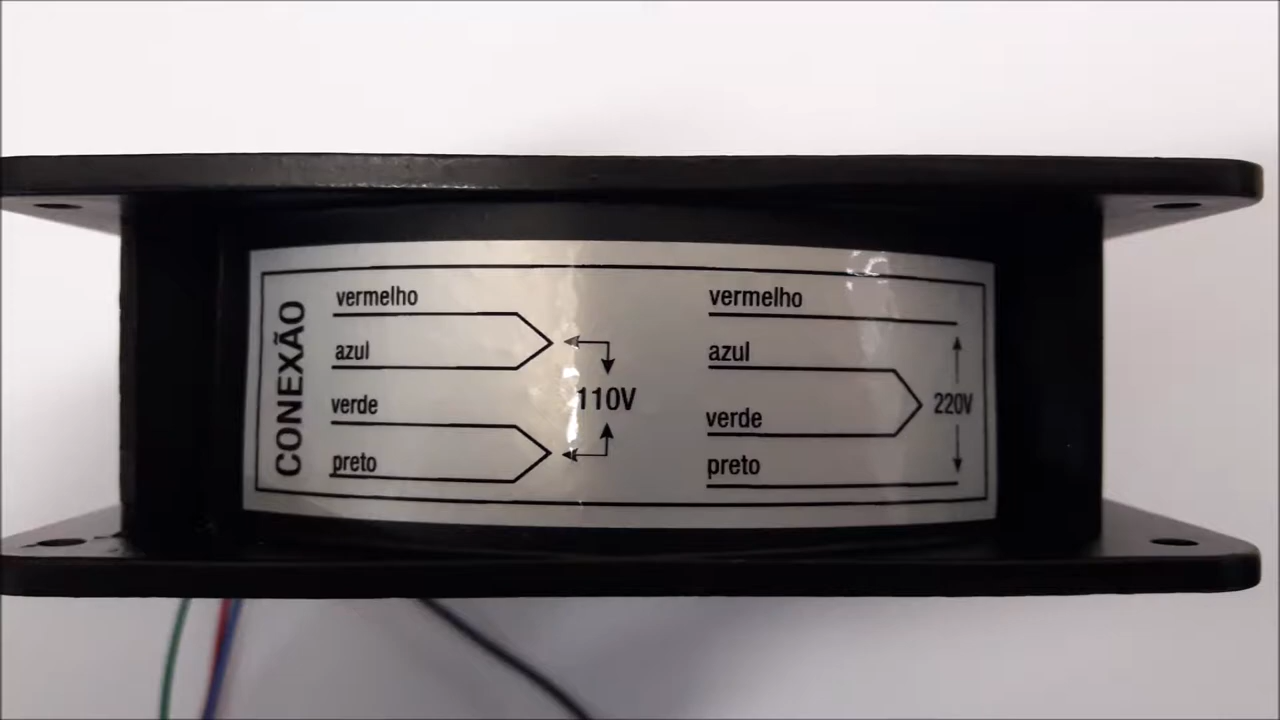 CONEXÃO
vermelho
azul
verde
preto
110V
vermelho
azul
verde
preto
220V